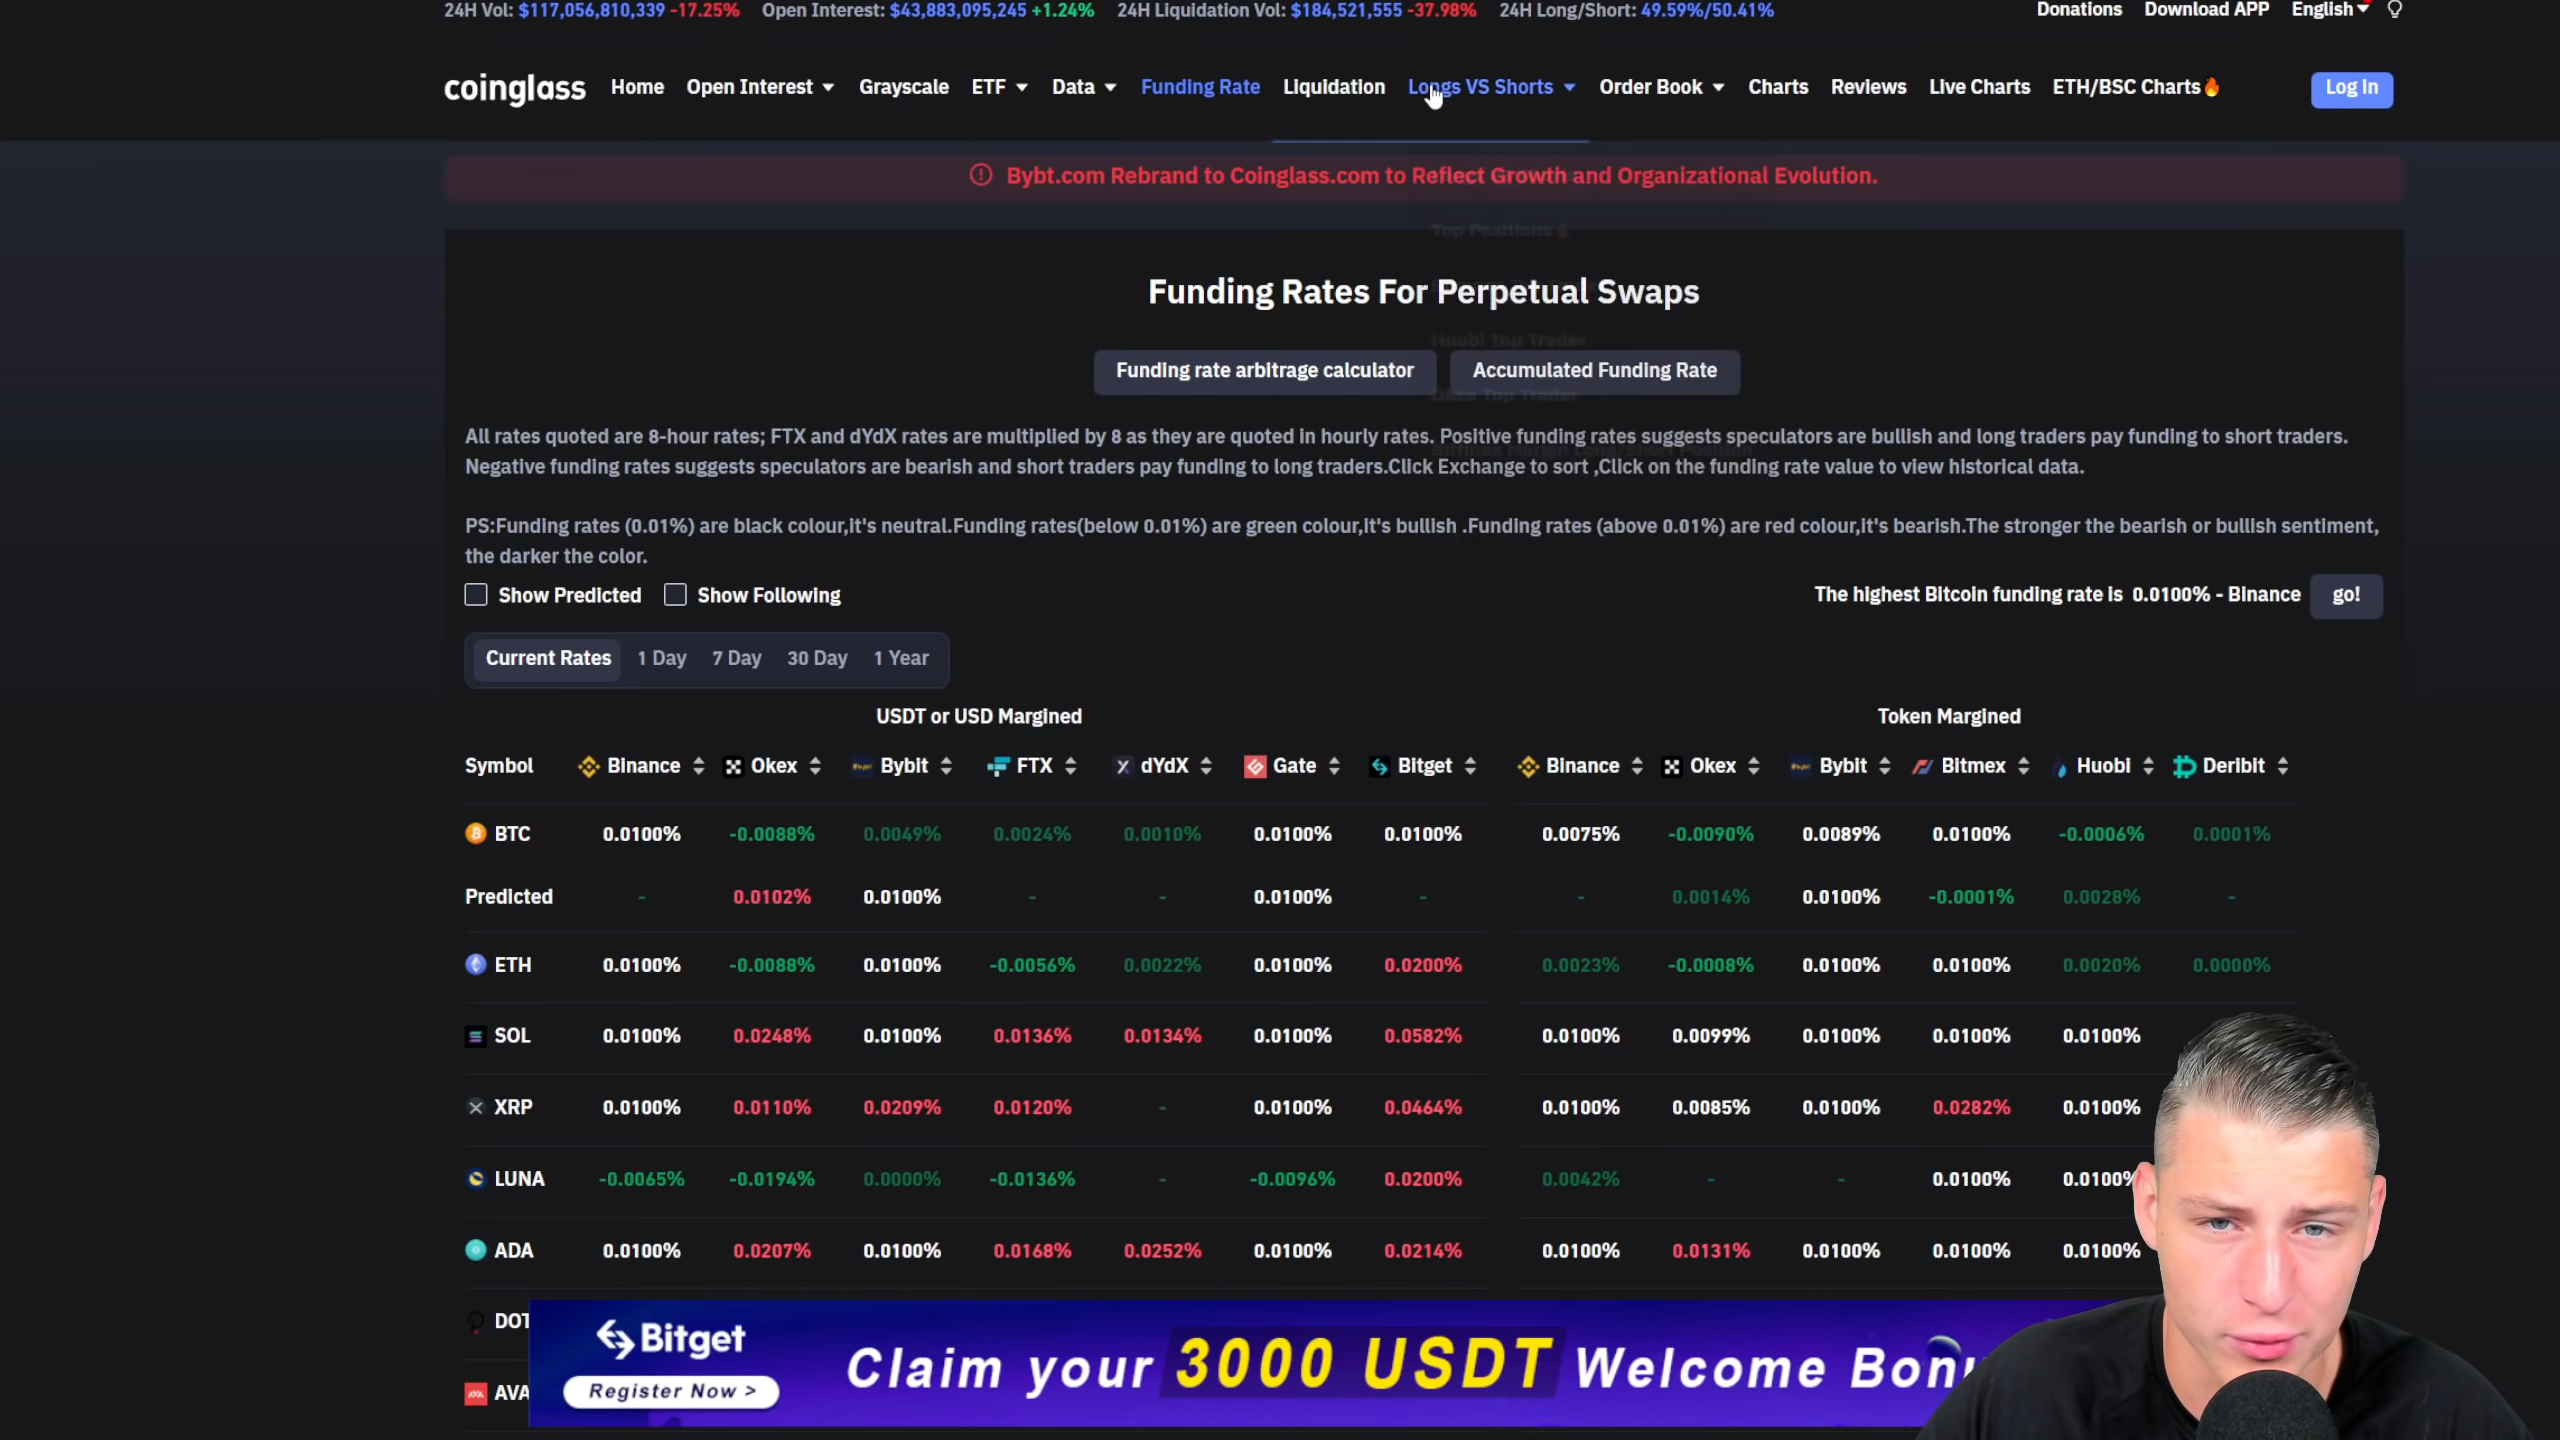 24H Vol: $117,056,810,339 -17.25% Open Interest: $43,883,095,245 +1.24% 24H Liquidation Vol: $184,521,555 -37.98% 24H Long/Short: 49.59%/50.41% Donations Download APP English
coinglass Home Open Interest Grayscale ETF Data Funding Rate Liquidation Longs VS Shorts Order Book Charts Reviews Live Charts ETH/BSC Charts🔥 Log In
Bybt.com Rebrand to Coinglass.com to Reflect Growth and Organizational Evolution.
Top Positions
Funding Rates For Perpetual Swaps
Huobi Top Trader
Funding rate arbitrage calculator Accumulated Funding Rate
Okex Top Trader
All rates quoted are 8-hour rates; FTX and dYdX rates are multiplied by 8 as they are quoted in hourly rates. Positive funding rates suggests speculators are bullish and long traders pay funding to short traders.
Negative funding rates suggests speculators are bearish and short traders pay funding to long traders.Click Exchange to sort ,Click on the funding rate value to view historical data.
PS:Funding rates (0.01%) are black colour,it's neutral.Funding rates(below 0.01%) are green colour,it's bullish .Funding rates (above 0.01%) are red colour,it's bearish.The stronger the bearish or bullish sentiment,
the darker the color.
Show Predicted Show Following The highest Bitcoin funding rate is 0.0100% - Binance go!
Current Rates 1 Day 7 Day 30 Day 1 Year
USDT or USD Margined Token Margined
Symbol Binance Okex Bybit FTX dYdX Gate Bitget Binance Okex Bybit Bitmex Huobi Deribit
BTC 0.0100% -0.0088% 0.0049% 0.0024% 0.0010% 0.0100% 0.0100% 0.0075% -0.0090% 0.0089% 0.0100% -0.0006% 0.0001%
Predicted - 0.0102% 0.0100% - - 0.0100% - - 0.0014% 0.0100% -0.0001% 0.0028% -
ETH 0.0100% -0.0088% 0.0100% -0.0056% 0.0022% 0.0100% 0.0200% 0.0023% -0.0008% 0.0100% 0.0100% 0.0020% 0.0000%
SOL 0.0100% 0.0248% 0.0100% 0.0136% 0.0134% 0.0100% 0.0582% 0.0100% 0.0099% 0.0100% 0.0100% 0.0100%
XRP 0.0100% 0.0110% 0.0209% 0.0120% - 0.0100% 0.0464% 0.0100% 0.0085% 0.0100% 0.0282% 0.0100%
LUNA -0.0065% -0.0194% 0.0000% -0.0136% - -0.0096% 0.0200% 0.0042% - - 0.0100% 0.0100%
ADA 0.0100% 0.0207% 0.0100% 0.0168% 0.0252% 0.0100% 0.0214% 0.0100% 0.0131% 0.0100% 0.0100% 0.0100%
DOT
AVA
Bitget
Register Now >
Claim your 3000 USDT Welcome Bonu